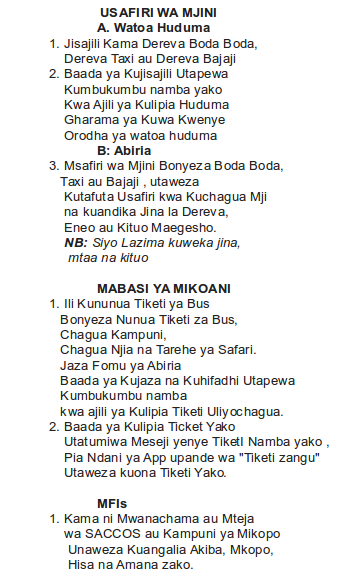 USAFIRI WA MJINI
A. Watoa Huduma
1. Jisajili Kama Dereva Boda Boda,
Dereva Taxi au Dereva Bajaji
2. Baada ya Kujisajili Utapewa
Kumbukumbu namba yako
Kwa Ajili ya Kulipia Huduma
Gharama ya Kuwa Kwenye
Orodha ya watoa huduma
B: Abiria
3. Msafiri wa Mjini Bonyeza Boda Boda,
Taxi au Bajaji , utaweza
Kutafuta Usafiri kwa Kuchagua Mji
na kuandika Jina la Dereva,
Eneo au Kituo Maegesho.
NB: Siyo Lazima kuweka jina,
mtaa na kituo
MABASI YA MIKOANI
1. Ili Kununua Tiketi ya Bus
Bonyeza Nunua Tiketi za Bus,
Chagua Kampuni,
Chagua Njia na Tarehe ya Safari.
Jaza Fomu ya Abiria
Baada ya Kujaza na Kuhifadhi Utapewa
Kumbukumbu namba
kwa ajili ya Kulipia Tiketi Uliyochagua.
2. Baada ya Kulipia Ticket Yako
Utatumiwa Meseji yenye TiketI Namba yako ,
Pia Ndani ya App upande wa "Tiketi zangu"
Utaweza kuona Tiketi Yako.
MFIs
1. Kama ni Mwanachama au Mteja
wa SACCOS au Kampuni ya Mikopo
Unaweza Kuangalia Akiba, Mkopo,
Hisa na Amana zako.